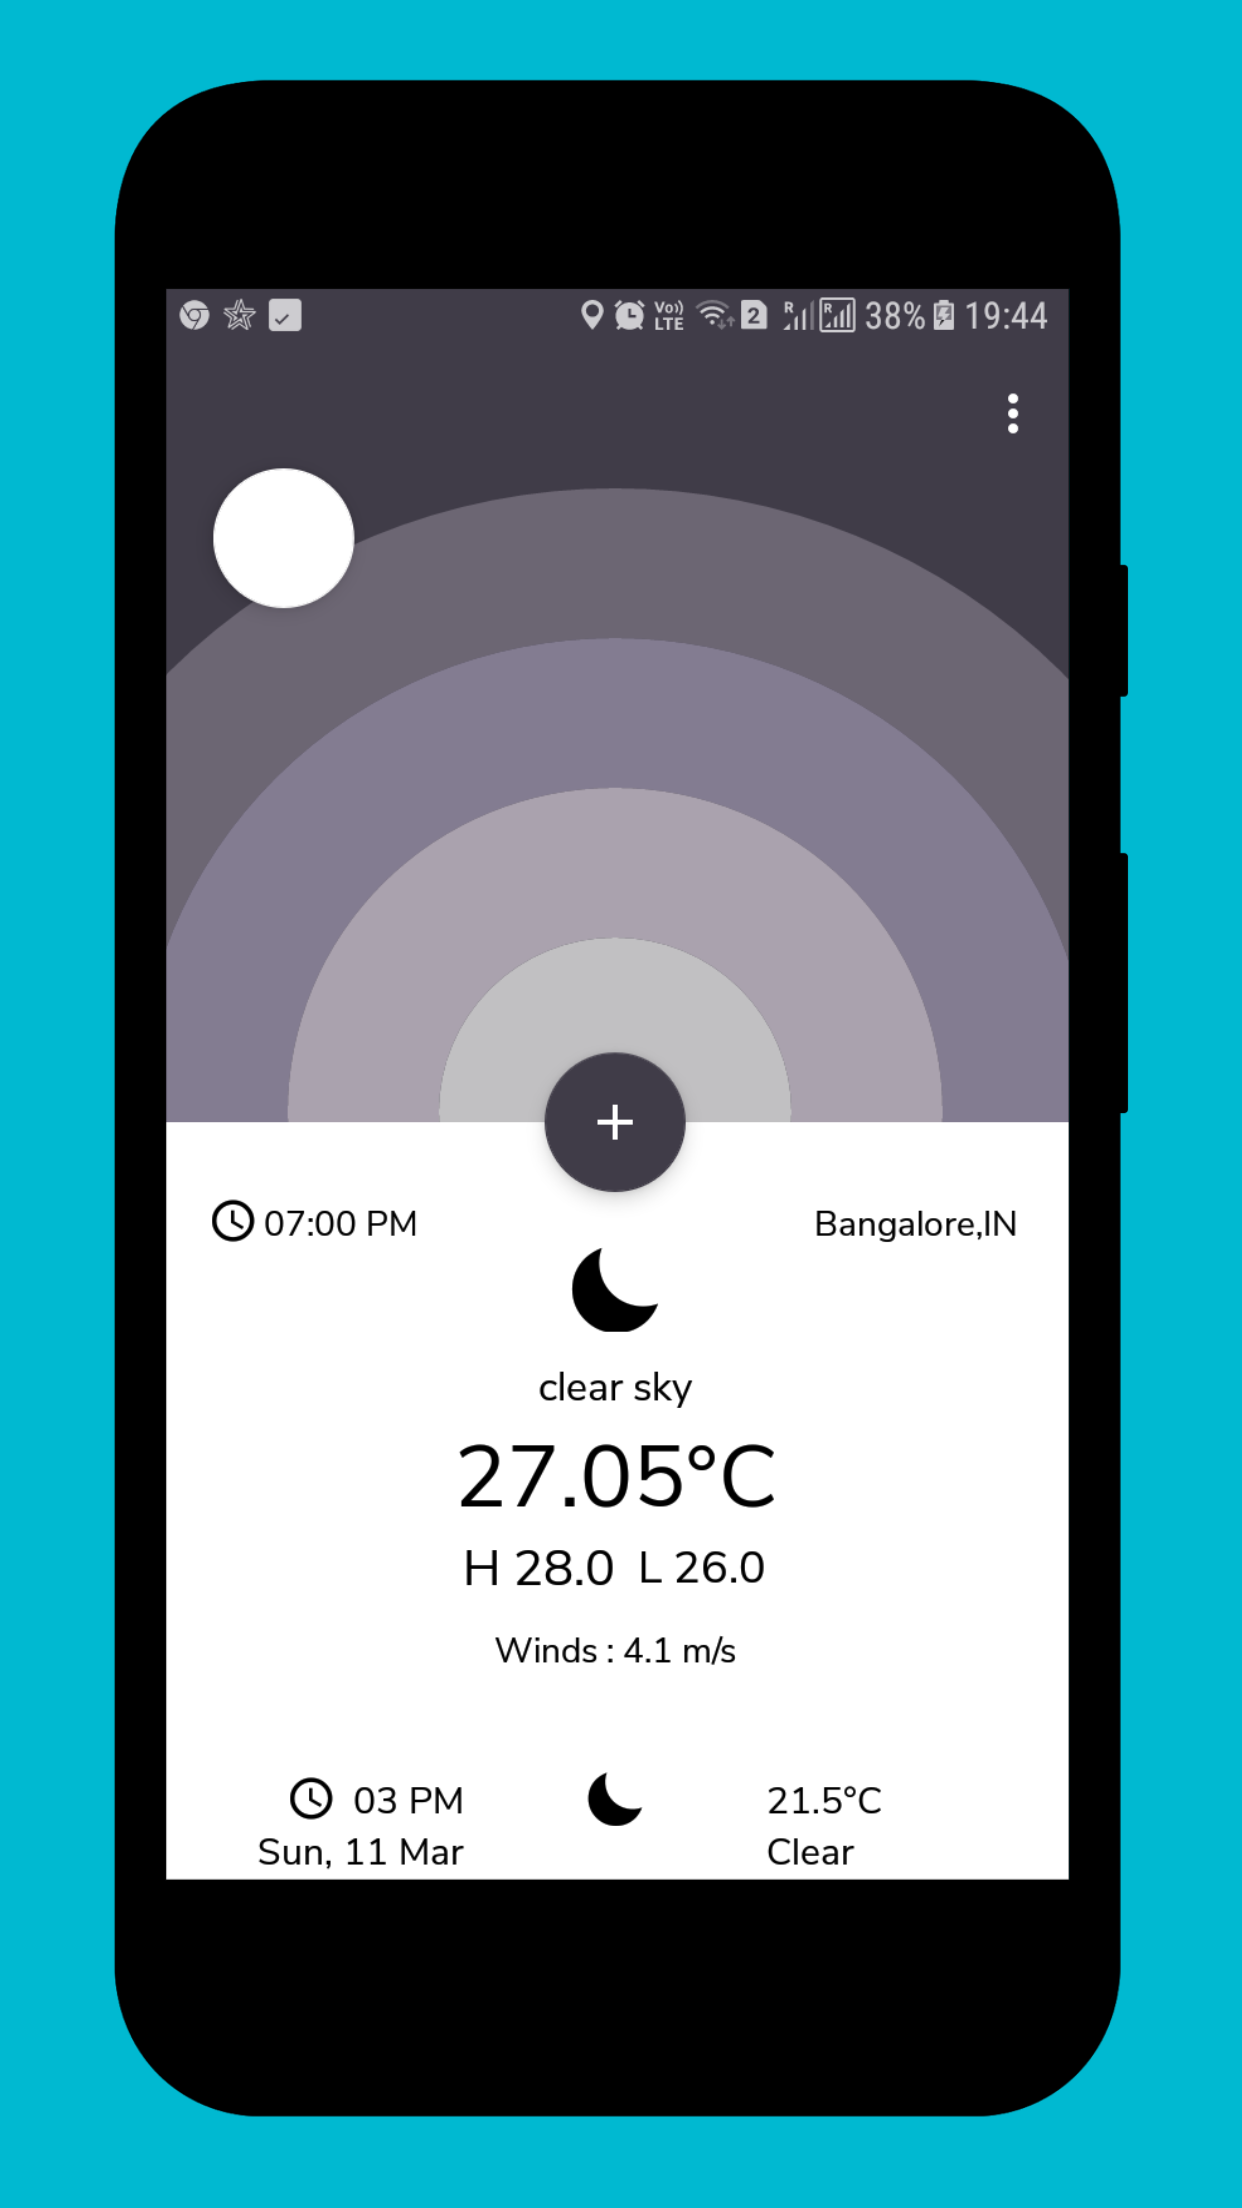 Vo)) LTE 2 R R 38% 19:44
07:00 PM Bangalore,IN
clear sky
27.05°C
H 28.0 L 26.0
Winds : 4.1 m/s
03 PM 21.5°C
Sun, 11 Mar Clear